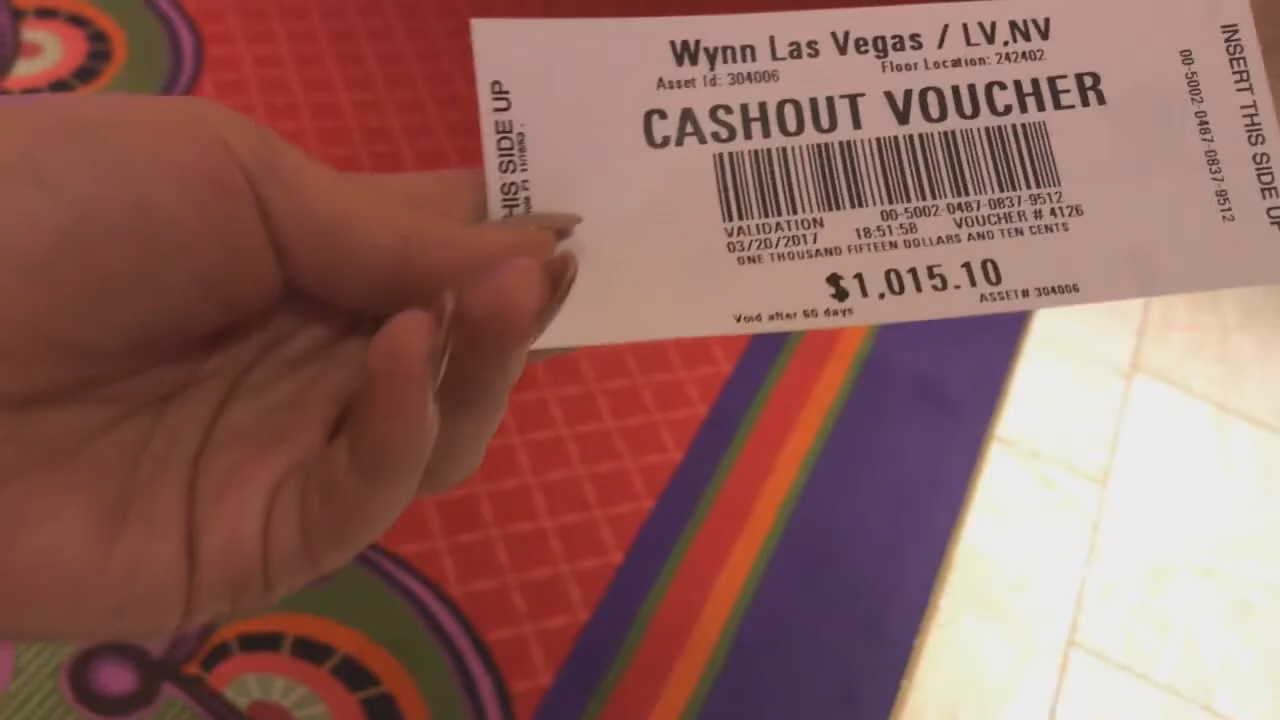 Wynn Las Vegas / LV,NV
Asset Id: 304006
Floor Location: 242402
CASHOUT VOUCHER
00-5002-0487-0837-9512
VALIDATION
03/20/2017
18:51:58
VOUCHER # 4126
ONE THOUSAND FIFTEEN DOLLARS AND TEN CENTS
$1,015.10
Void after 60 days
ASSET# 304006
HIS SIDE UP
INSERT THIS SIDE UP
00-5002-0487-0837-9512